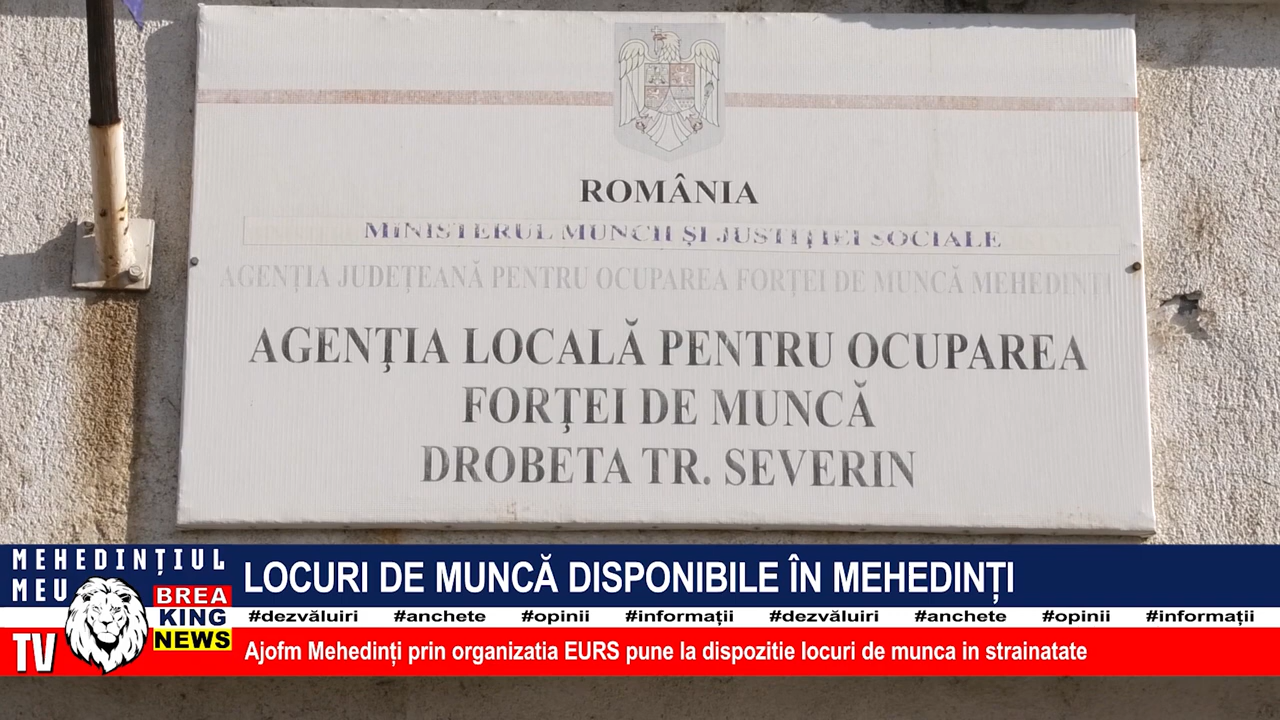 ROMÂNIA
MINISTERUL MUNCII ȘI JUSTIȚIEI SOCIALE
AGENȚIA JUDEȚEANĂ PENTRU OCUPAREA FORȚEI DE MUNCĂ MEHEDINȚI
AGENŢIA LOCALĂ PENTRU OCUPAREA
FORŢEI DE MUNCĂ
DROBETA TR. SEVERIN
MEHEDINȚIUL
MEU
TV
BREA
KING
NEWS
LOCURI DE MUNCĂ DISPONIBILE ÎN MEHEDINȚI
#dezvăluiri #anchete #opinii #informații #dezvăluiri #anchete #opinii #informații
Ajofm Mehedinți prin organizatia EURS pune la dispozitie locuri de munca in strainatate